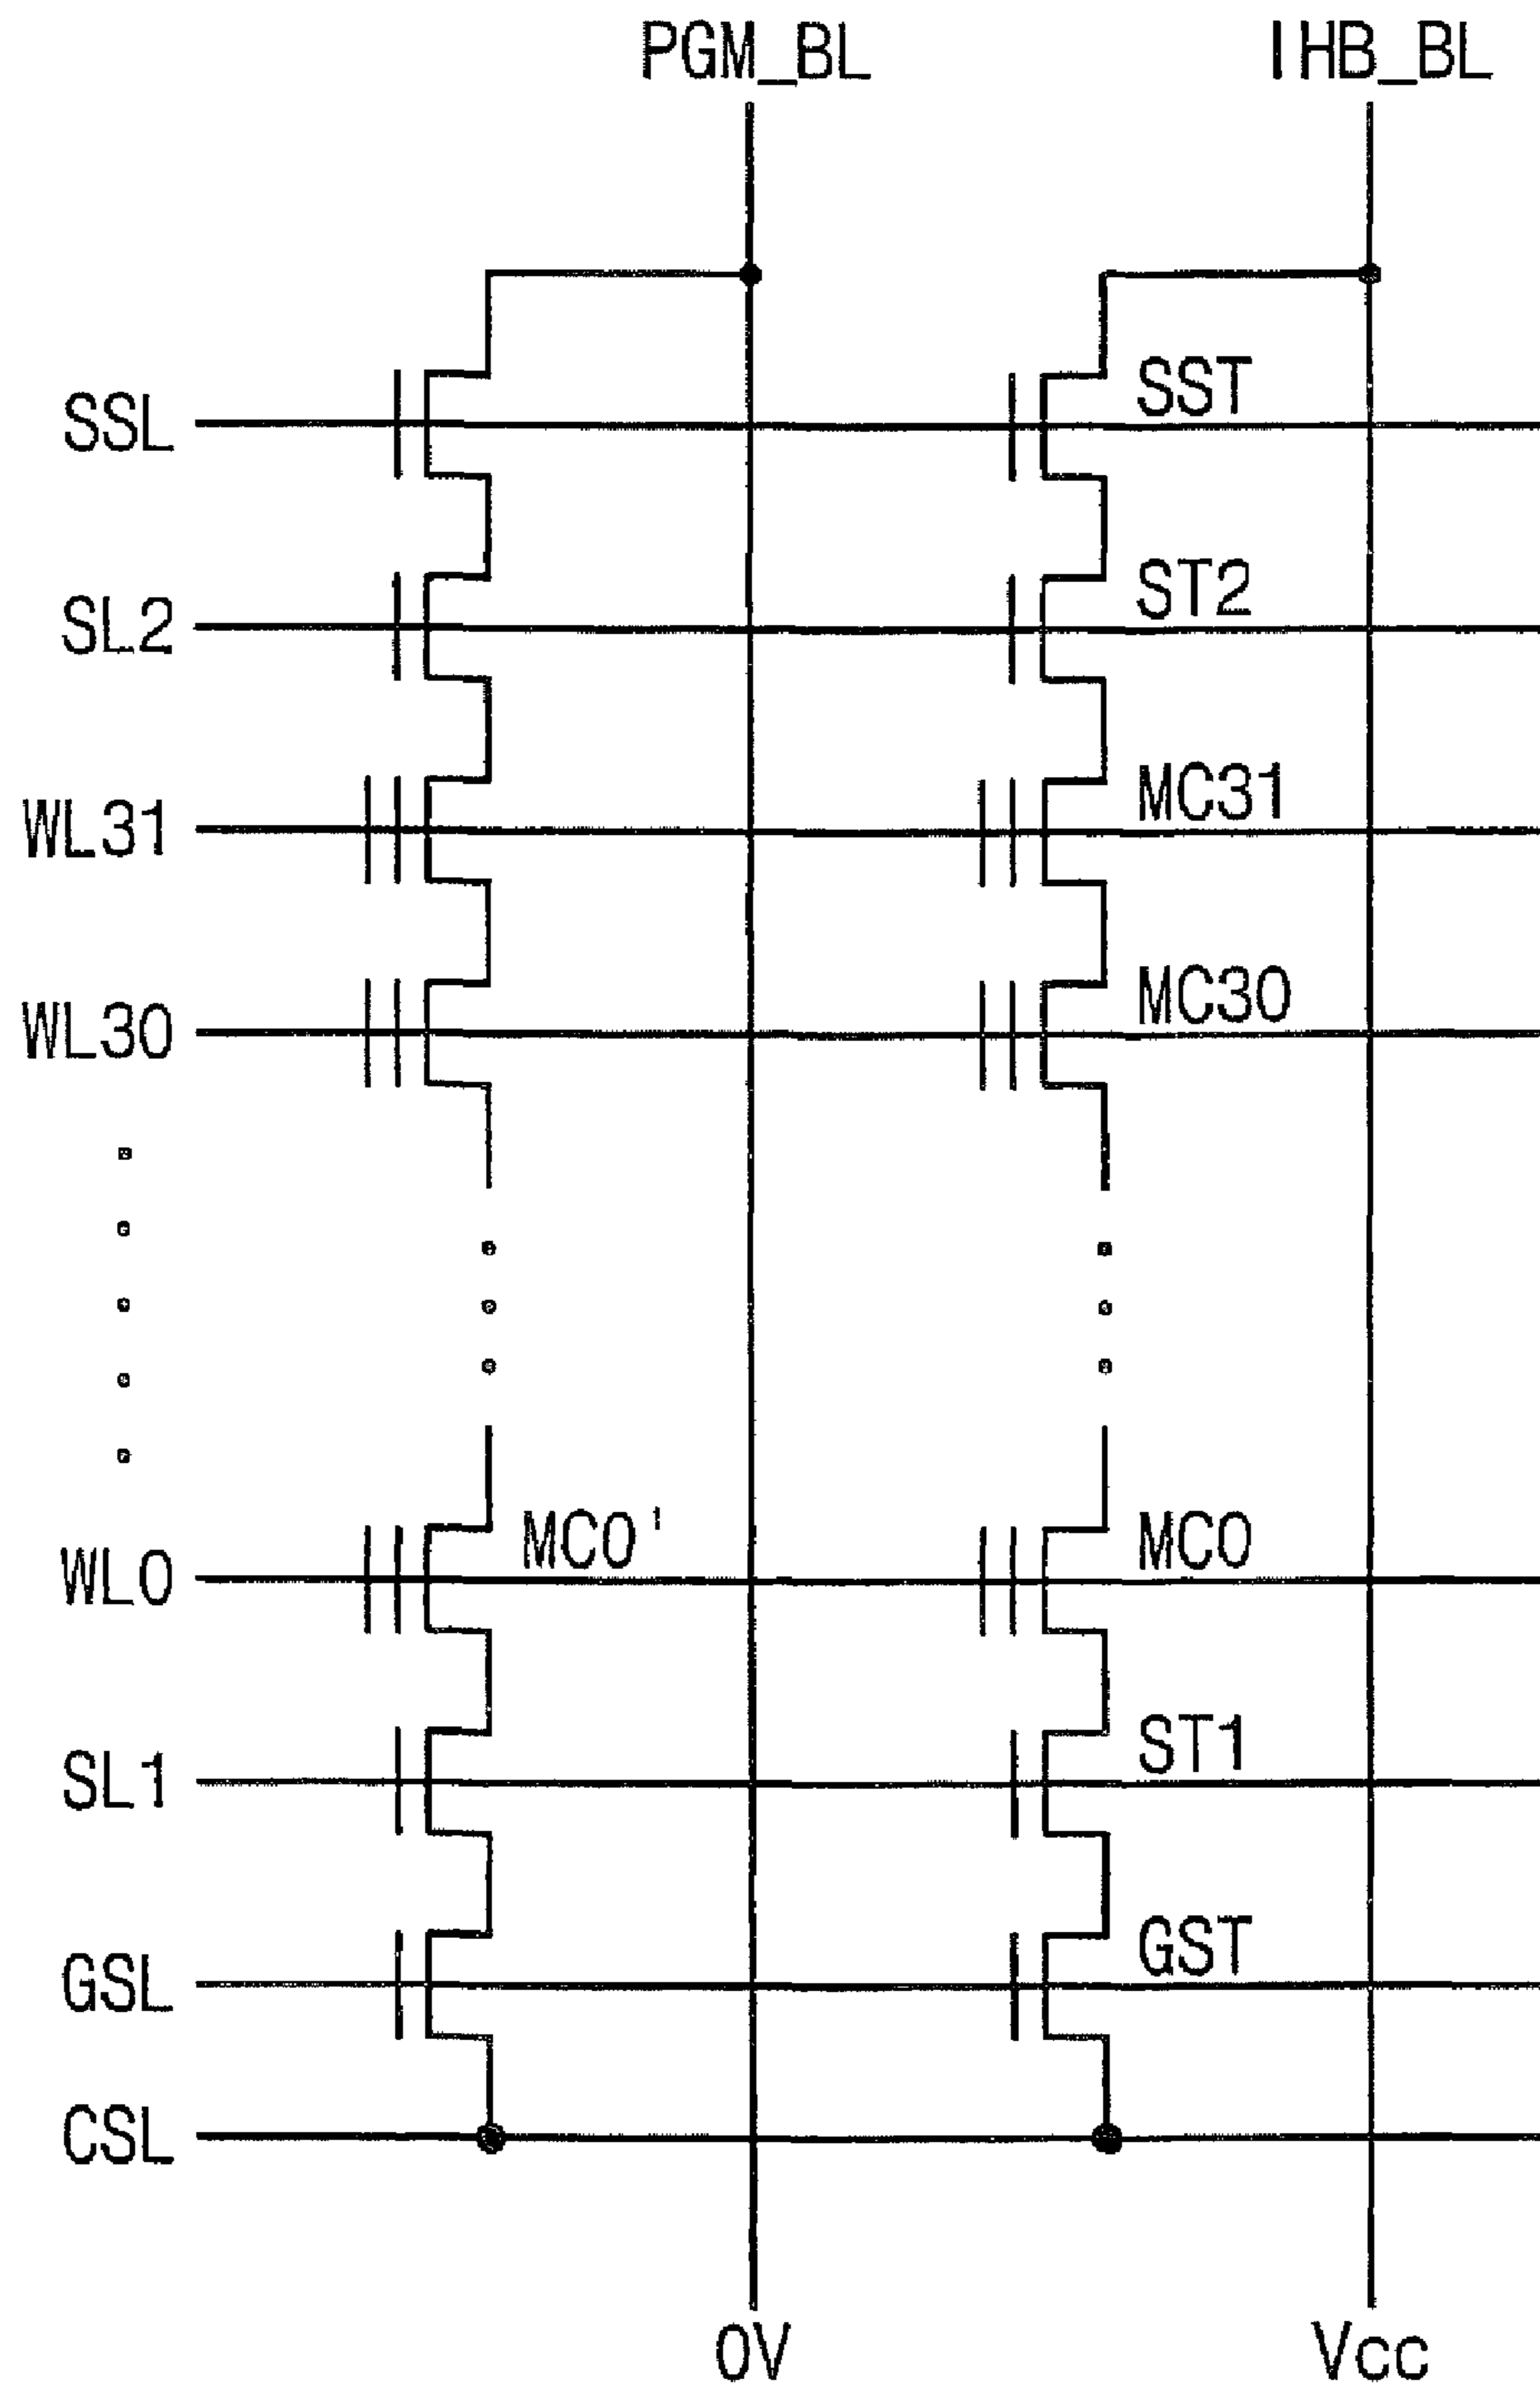 PGM_BL IHB_BL
SSL SST
SL2 ST2
WL31 MC31
WL30 MC30
WL0 MC0' MC0
SL1 ST1
GSL GST
CSL
0V Vcc